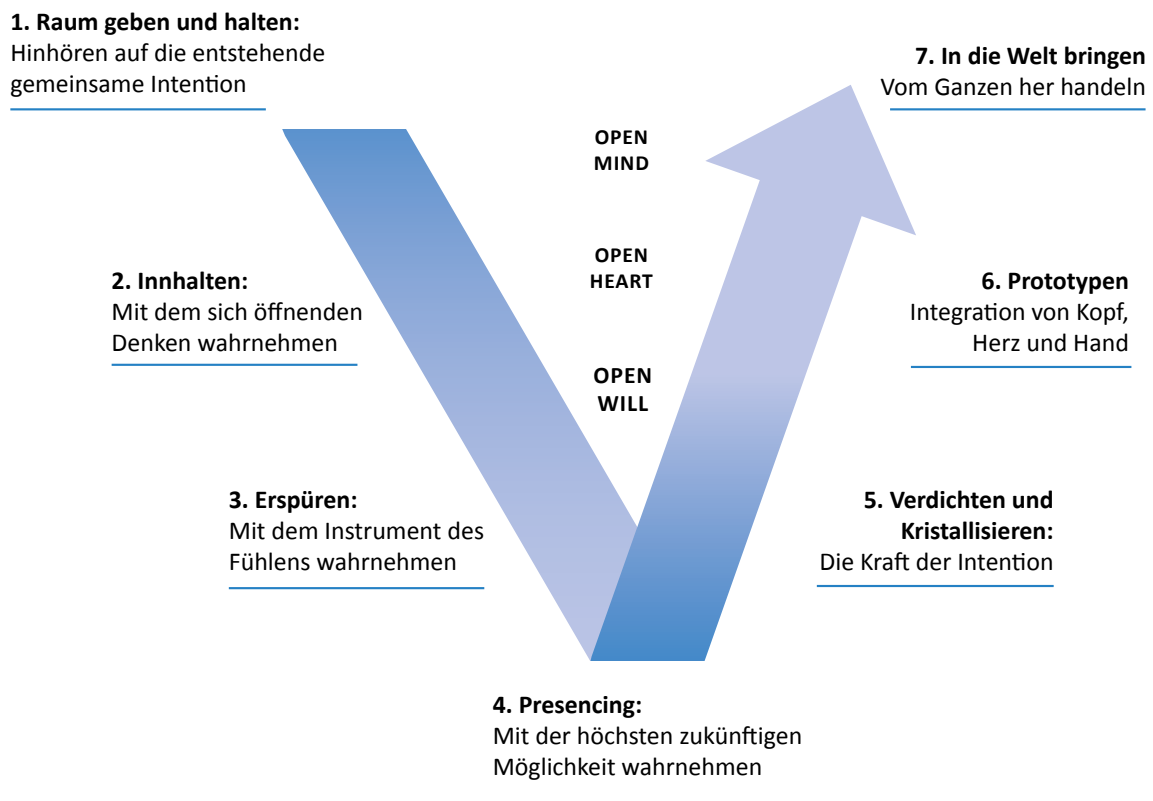 1. Raum geben und halten:
Hinhören auf die entstehende
gemeinsame Intention
7. In die Welt bringen
Vom Ganzen her handeln
OPEN
MIND
2. Innhalten:
Mit dem sich öffnenden
Denken wahrnehmen
OPEN
HEART
6. Prototypen
Integration von Kopf,
Herz und Hand
OPEN
WILL
3. Erspüren:
Mit dem Instrument des
Fühlens wahrnehmen
5. Verdichten und
Kristallisieren:
Die Kraft der Intention
4. Presencing:
Mit der höchsten zukünftigen
Möglichkeit wahrnehmen